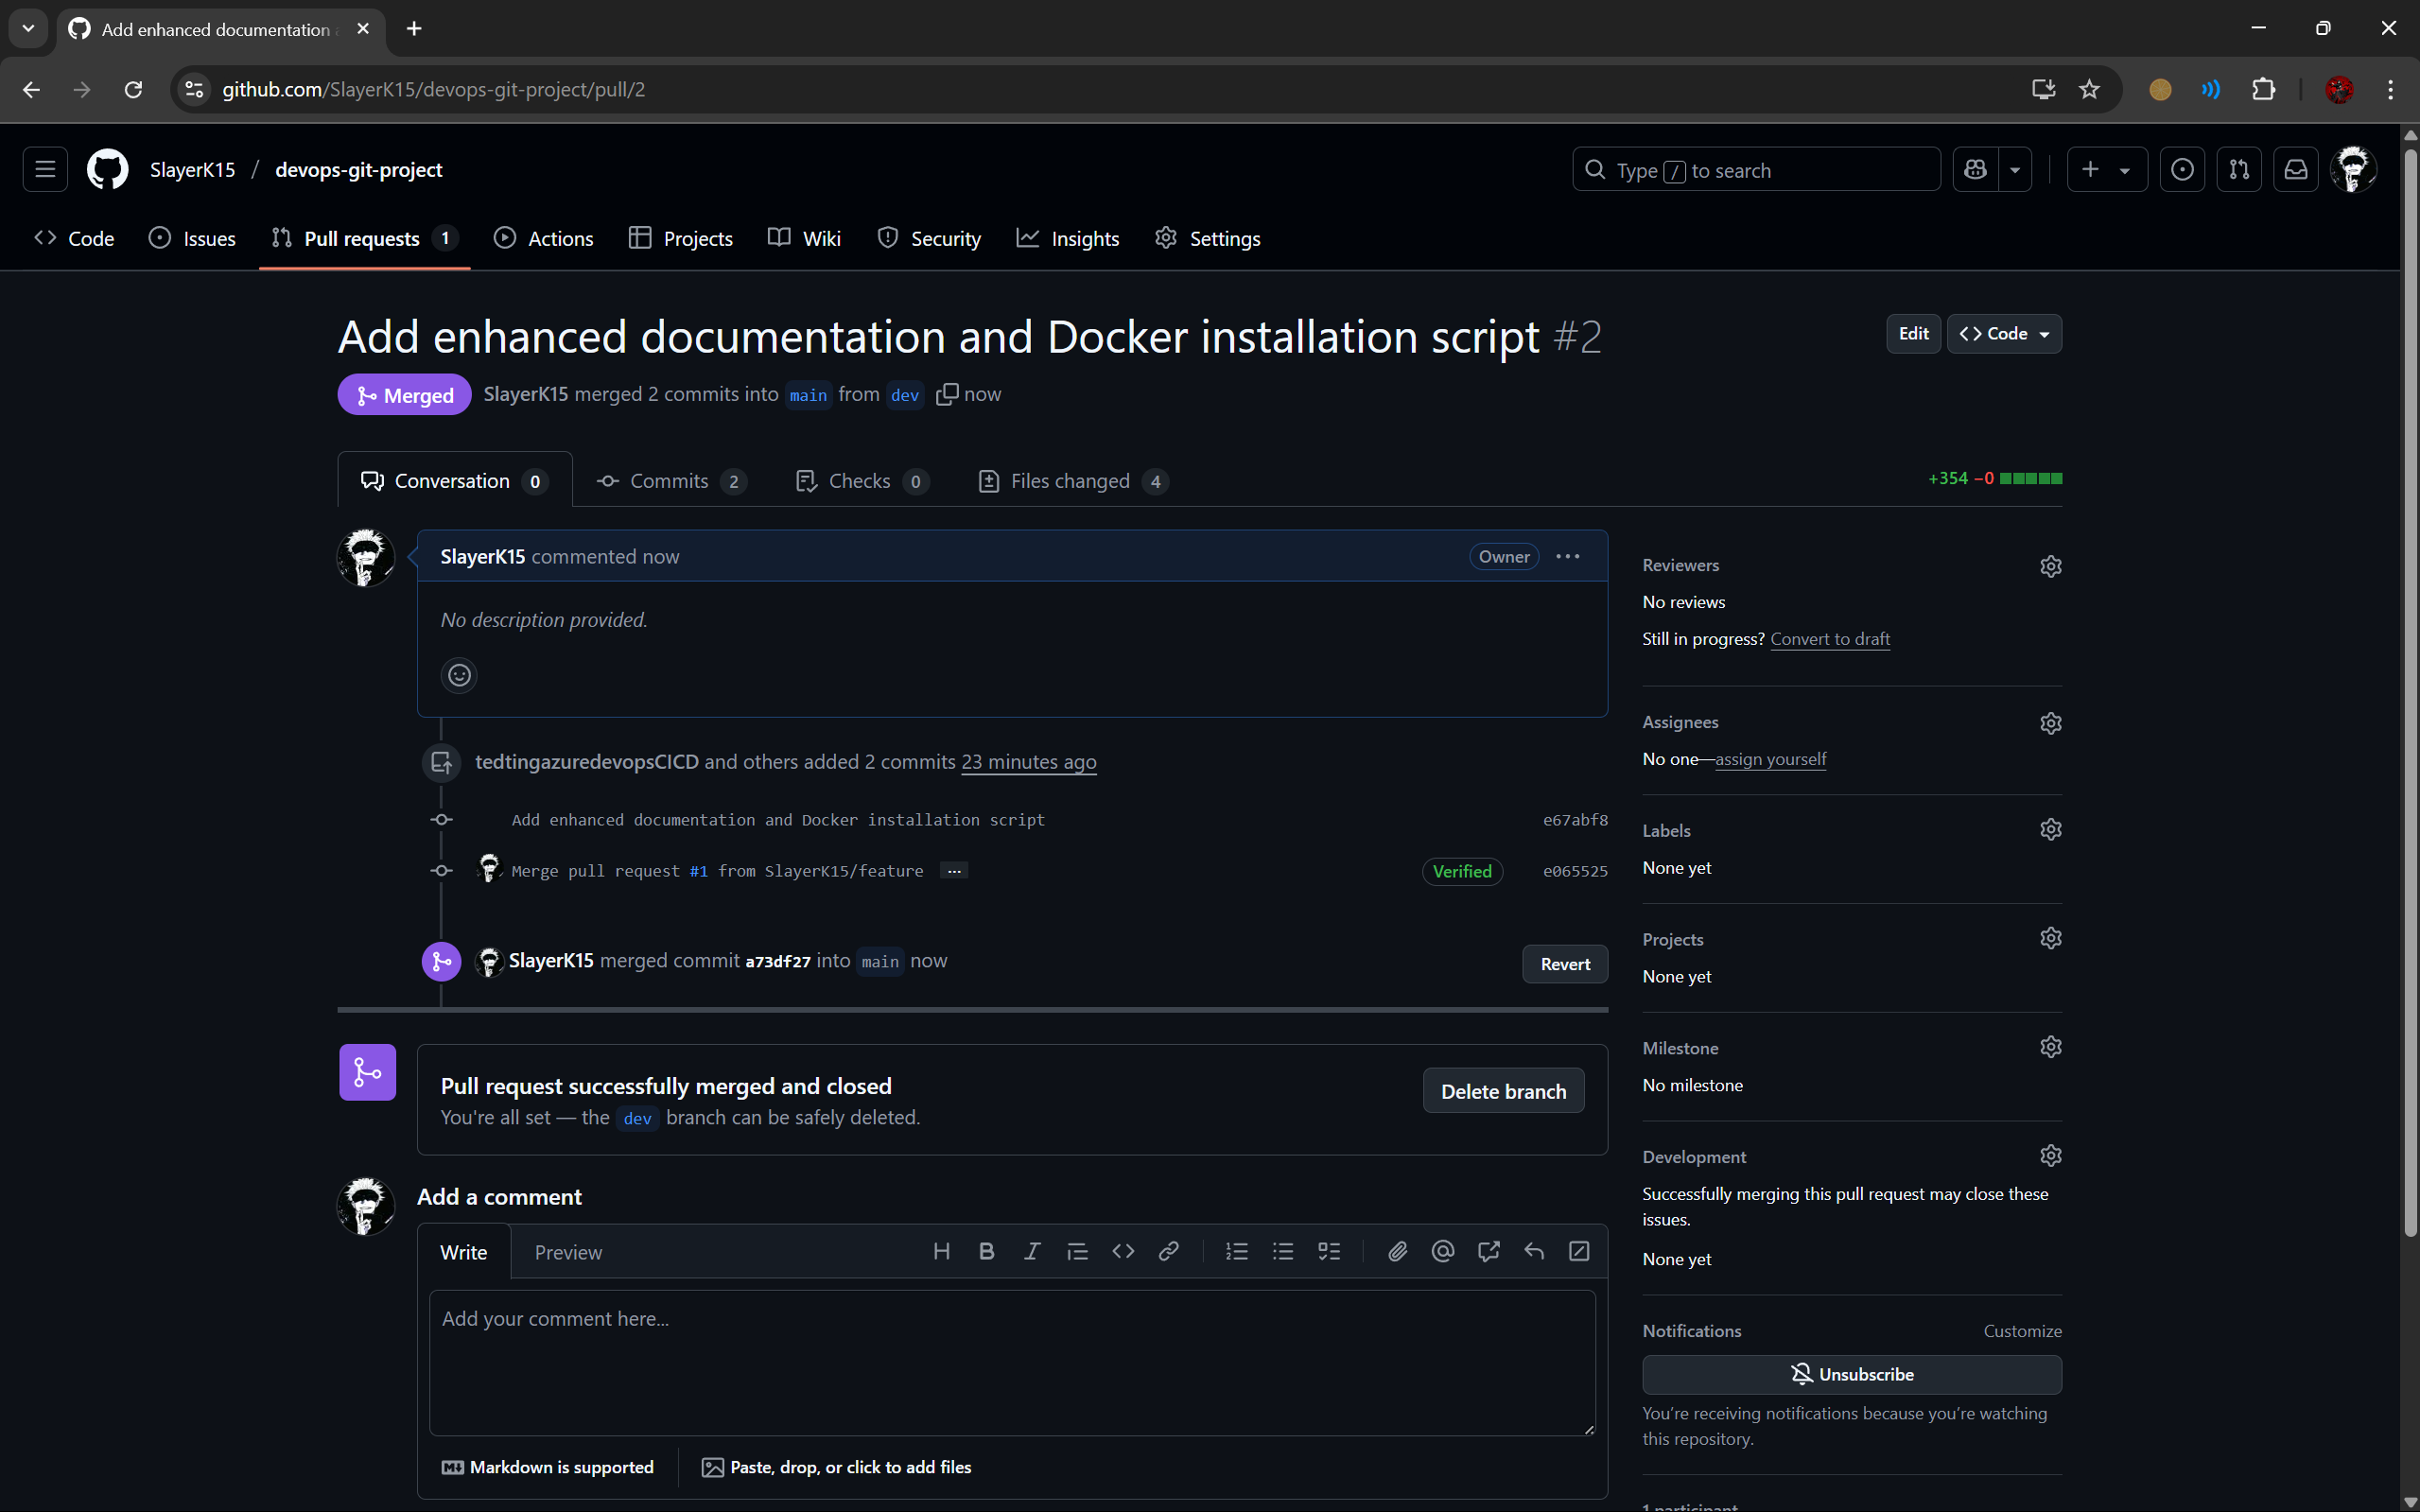 Add enhanced documentation a
github.com/SlayerK15/devops-git-project/pull/2
SlayerK15 / devops-git-project
Type / to search
Code
Issues
Pull requests 1
Actions
Projects
Wiki
Security
Insights
Settings
Add enhanced documentation and Docker installation script #2
Edit
<> Code
Merged
SlayerK15 merged 2 commits into main from dev now
Conversation 0
Commits 2
Checks 0
Files changed 4
+354 −0
SlayerK15 commented now
Owner
No description provided.
tedtingazuredevopsCICD and others added 2 commits 23 minutes ago
Add enhanced documentation and Docker installation script
e67abf8
Merge pull request #1 from SlayerK15/feature ...
Verified
e065525
SlayerK15 merged commit a73df27 into main now
Revert
Pull request successfully merged and closed
You're all set — the dev branch can be safely deleted.
Delete branch
Add a comment
Write
Preview
Add your comment here...
Markdown is supported
Paste, drop, or click to add files
Reviewers
No reviews
Still in progress? Convert to draft
Assignees
No one—assign yourself
Labels
None yet
Projects
None yet
Milestone
No milestone
Development
Successfully merging this pull request may close these
issues.
None yet
Notifications
Customize
Unsubscribe
You're receiving notifications because you're watching
this repository.
1 participant